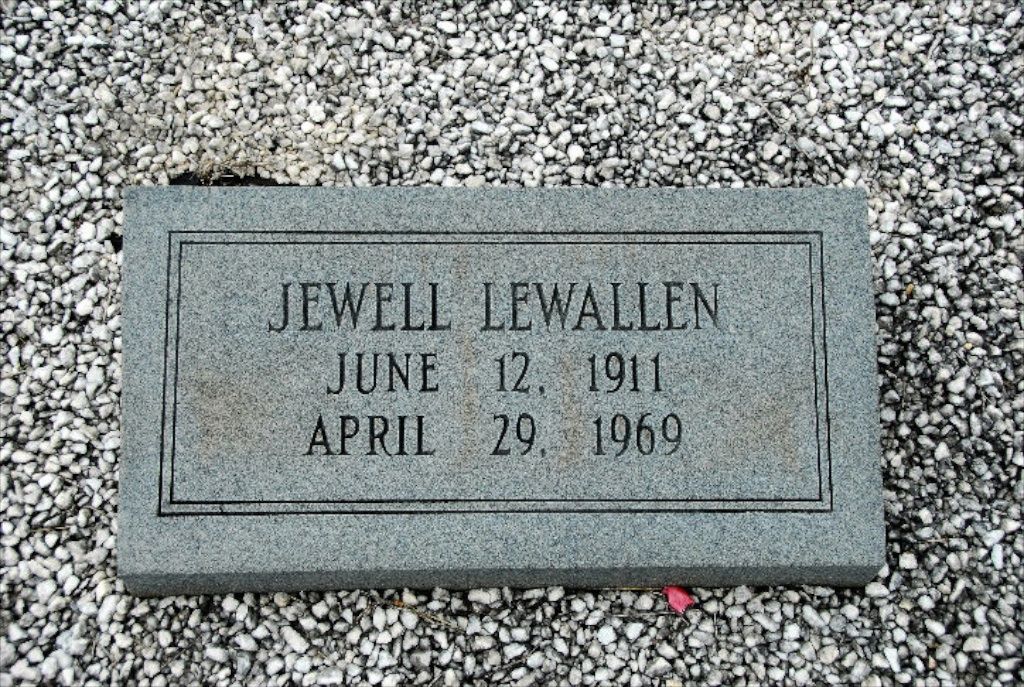 JEWELL LEWALLEN
JUNE 12, 1911
APRIL 29, 1969